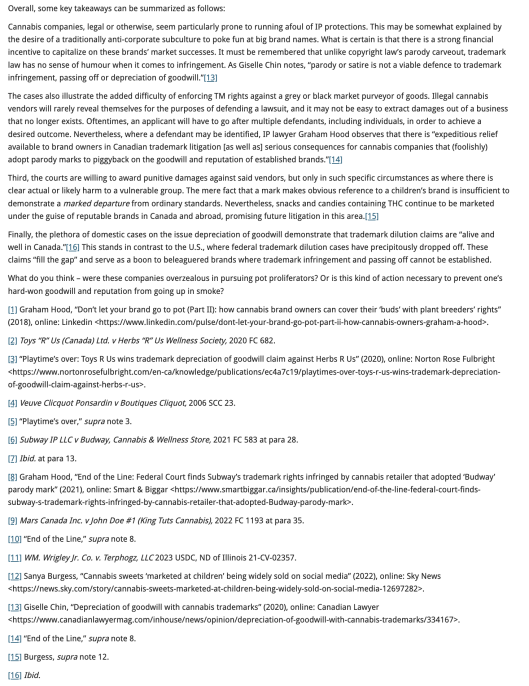 Overall, some key takeaways can be summarized as follows:
Cannabis companies, legal or otherwise, seem particularly prone to running afoul of IP protections. This may be somewhat explained by
the desire of a traditionally anti-corporate subculture to poke fun at big brand names. What is certain is that there is a strong financial
incentive to capitalize on these brands' market successes. It must be remembered that unlike copyright law's parody carveout, trademark
law has no sense of humour when it comes to infringement. As Giselle Chin notes, "parody or satire is not a viable defence to trademark
infringement, passing off or depreciation of goodwill."[13]
The cases also illustrate the added difficulty of enforcing TM rights against a grey or black market purveyor of goods. Illegal cannabis
vendors will rarely reveal themselves for the purposes of defending a lawsuit, and it may not be easy to extract damages out of a business
that no longer exists. Oftentimes, an applicant will have to go after multiple defendants, including individuals, in order to achieve a
desired outcome. Nevertheless, where a defendant may be identified, IP lawyer Graham Hood observes that there is "expeditious relief
available to brand owners in Canadian trademark litigation [as well as] serious consequences for cannabis companies that (foolishly)
adopt parody marks to piggyback on the goodwill and reputation of established brands."[14]
Third, the courts are willing to award punitive damages against said vendors, but only in such specific circumstances as where there is
clear actual or likely harm to a vulnerable group. The mere fact that a mark makes obvious reference to a children's brand is insufficient to
demonstrate a marked departure from ordinary standards. Nevertheless, snacks and candies containing THC continue to be marketed
under the guise of reputable brands in Canada and abroad, promising future litigation in this area.[15]
Finally, the plethora of domestic cases on the issue depreciation of goodwill demonstrate that trademark dilution claims are "alive and
well in Canada."[16] This stands in contrast to the U.S., where federal trademark dilution cases have precipitously dropped off. These
claims "fill the gap" and serve as a boon to beleaguered brands where trademark infringement and passing off cannot be established.
What do you think – were these companies overzealous in pursuing pot proliferators? Or is this kind of action necessary to prevent one's
hard-won goodwill and reputation from going up in smoke?
[1] Graham Hood, "Don't let your brand go to pot (Part II): how cannabis brand owners can cover their 'buds' with plant breeders' rights"
(2018), online: Linkedin <https://www.linkedin.com/pulse/dont-let-your-brand-go-pot-part-ii-how-cannabis-owners-graham-a-hood>.
[2] Toys "R" Us (Canada) Ltd. v Herbs "R" Us Wellness Society, 2020 FC 682.
[3] "Playtime's over: Toys R Us wins trademark depreciation of goodwill claim against Herbs R Us" (2020), online: Norton Rose Fulbright
<https://www.nortonrosefulbright.com/en-ca/knowledge/publications/ec4a7c19/playtimes-over-toys-r-us-wins-trademark-depreciation-
of-goodwill-claim-against-herbs-r-us>.
[4] Veuve Clicquot Ponsardin v Boutiques Cliquot, 2006 SCC 23.
[5] "Playtime's over," supra note 3.
[6] Subway IP LLC v Budway, Cannabis & Wellness Store, 2021 FC 583 at para 28.
[7] Ibid. at para 13.
[8] Graham Hood, "End of the Line: Federal Court finds Subway's trademark rights infringed by cannabis retailer that adopted 'Budway'
parody mark" (2021), online: Smart & Biggar <https://www.smartbiggar.ca/insights/publication/end-of-the-line-federal-court-finds-
subway-s-trademark-rights-infringed-by-cannabis-retailer-that-adopted-Budway-parody-mark>.
[9] Mars Canada Inc. v John Doe #1 (King Tuts Cannabis), 2022 FC 1193 at para 35.
[10] "End of the Line," supra note 8.
[11] WM. Wrigley Jr. Co. v. Terphogz, LLC 2023 USDC, ND of Illinois 21-CV-02357.
[12] Sanya Burgess, "Cannabis sweets 'marketed at children' being widely sold on social media" (2022), online: Sky News
<https://news.sky.com/story/cannabis-sweets-marketed-at-children-being-widely-sold-on-social-media-12697282>.
[13] Giselle Chin, "Depreciation of goodwill with cannabis trademarks" (2020), online: Canadian Lawyer
<https://www.canadianlawyermag.com/inhouse/news/opinion/depreciation-of-goodwill-with-cannabis-trademarks/334167>.
[14] "End of the Line," supra note 8.
[15] Burgess, supra note 12.
[16] Ibid.